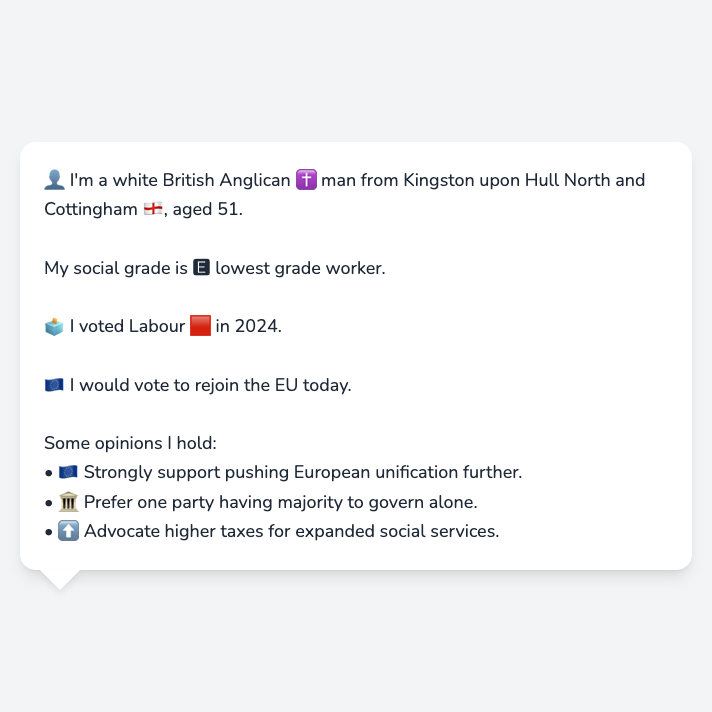 👤 I'm a white British Anglican ✝️ man from Kingston upon Hull North and
Cottingham 🏴󠁧󠁢󠁥󠁮󠁧󠁿, aged 51.
My social grade is 🅴 lowest grade worker.
🗳️ I voted Labour 🟥 in 2024.
🇪🇺 I would vote to rejoin the EU today.
Some opinions I hold:
• 🇪🇺 Strongly support pushing European unification further.
• 🏛️ Prefer one party having majority to govern alone.
• ⬆️ Advocate higher taxes for expanded social services.